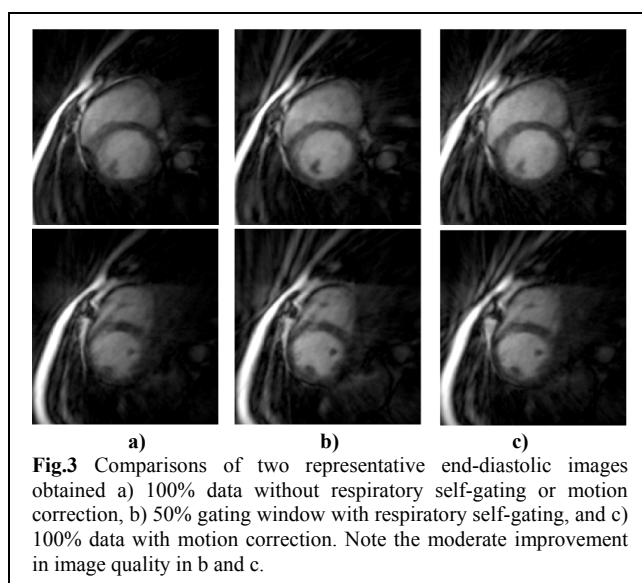 a) b) c)
Fig.3 Comparisons of two representative end-diastolic images
obtained a) 100% data without respiratory self-gating or motion
correction, b) 50% gating window with respiratory self-gating, and c)
100% data with motion correction. Note the moderate improvement
in image quality in b and c.